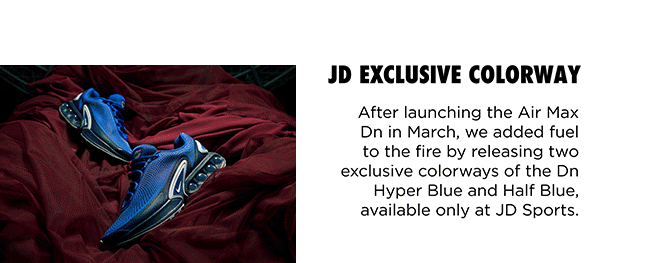 JD EXCLUSIVE COLORWAY
After launching the Air Max
Dn in March, we added fuel
to the fire by releasing two
exclusive colorways of the Dn
Hyper Blue and Half Blue,
available only at JD Sports.